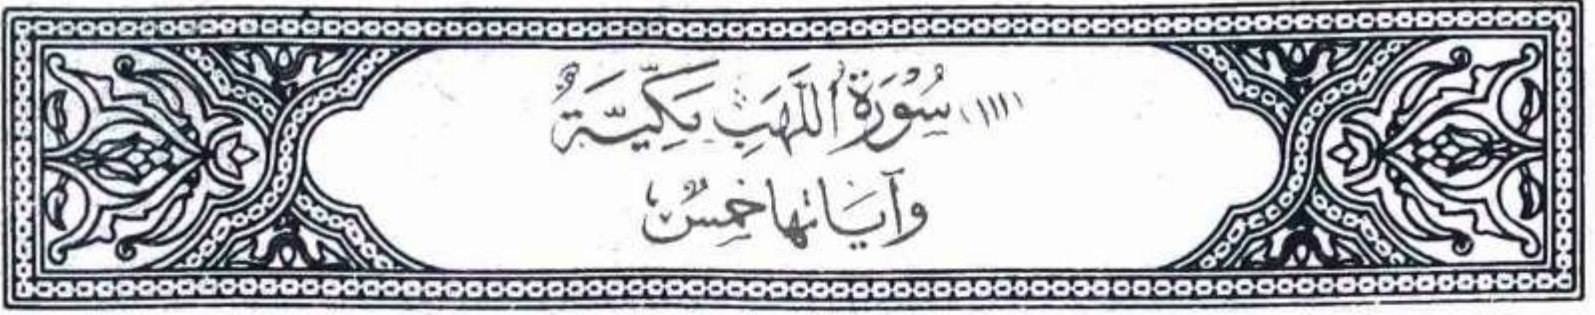 (١١١) سُورَةُ اللَّهَبِ مَكِّيَّةٌ
وَآيَاتُهَا خَمْسٌ